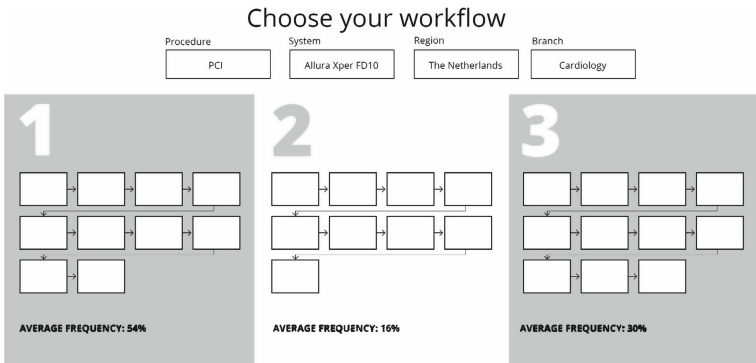 Choose your workflow
Procedure System Region Branch
PCI Allura Xper FD10 The Netherlands Cardiology
1 2 3
AVERAGE FREQUENCY: 54% AVERAGE FREQUENCY: 16% AVERAGE FREQUENCY: 30%